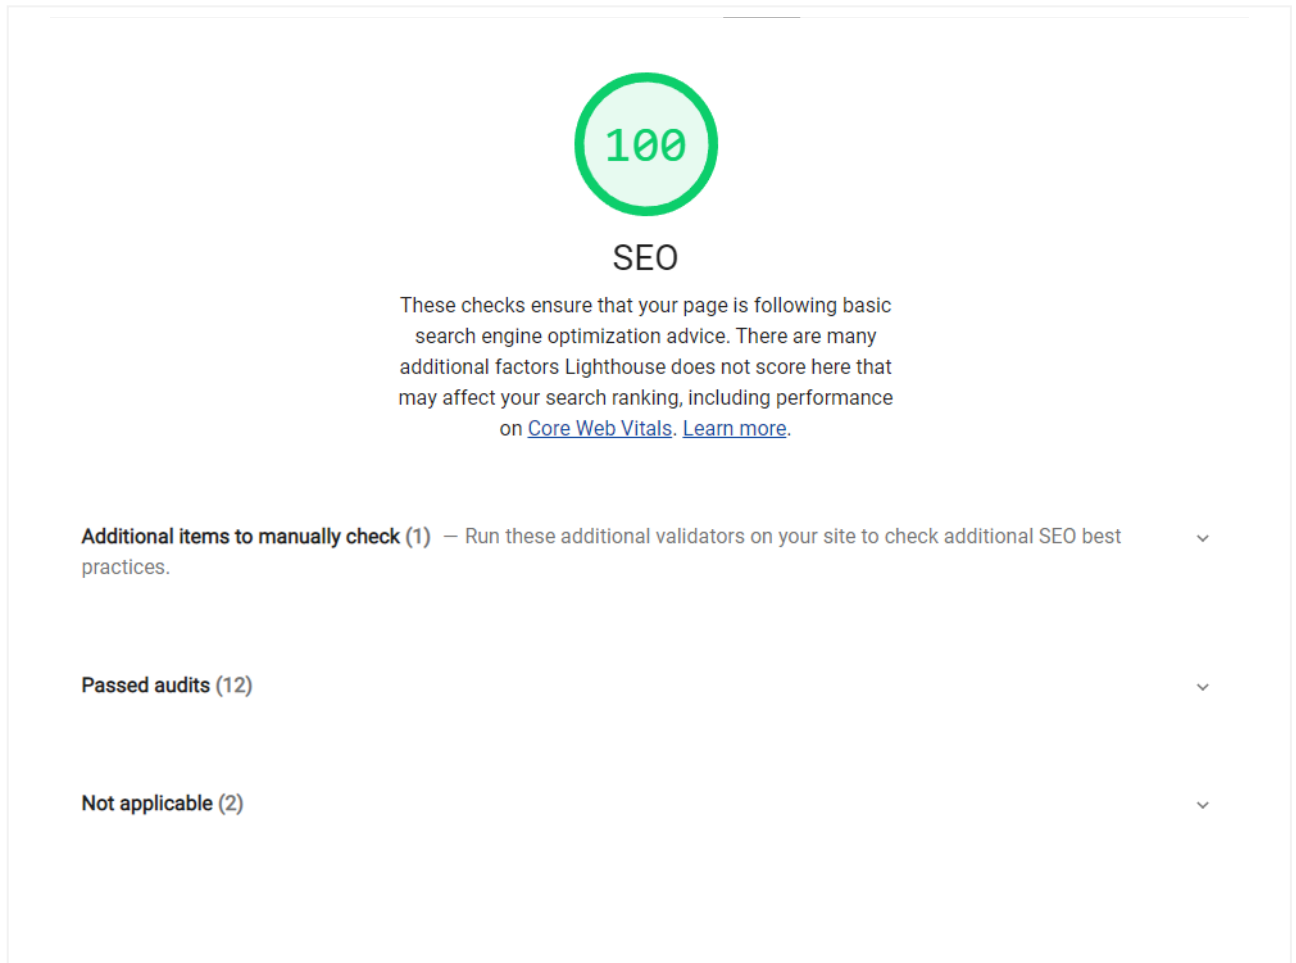 100
SEO
These checks ensure that your page is following basic
search engine optimization advice. There are many
additional factors Lighthouse does not score here that
may affect your search ranking, including performance
on Core Web Vitals. Learn more.
Additional items to manually check (1) — Run these additional validators on your site to check additional SEO best
practices.
Passed audits (12)
Not applicable (2)